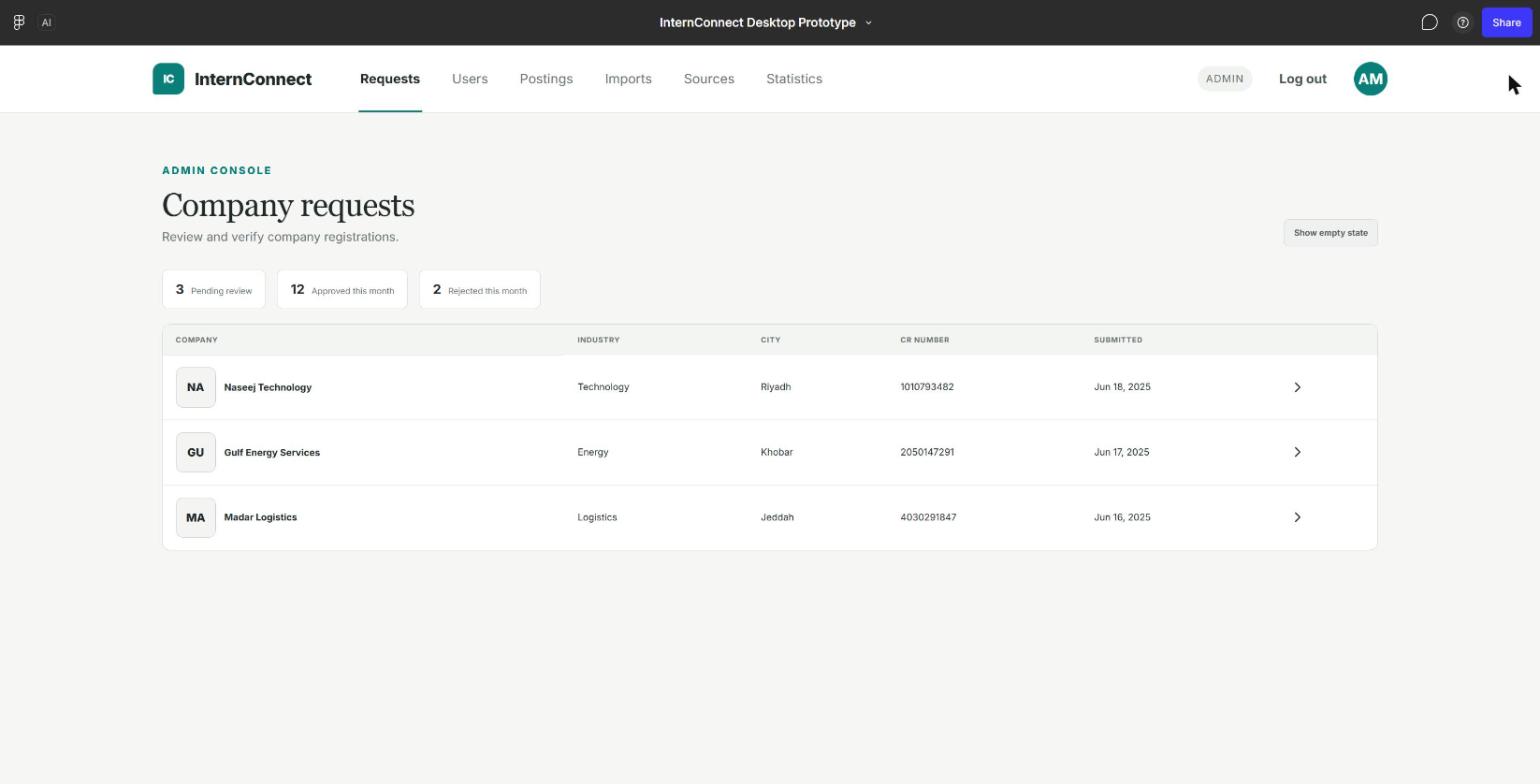 AI
InternConnect Desktop Prototype
? Share
IC InternConnect Requests Users Postings Imports Sources Statistics ADMIN Log out AM
ADMIN CONSOLE
Company requests
Review and verify company registrations.
Show empty state
3 Pending review 12 Approved this month 2 Rejected this month
COMPANY INDUSTRY CITY CR NUMBER SUBMITTED
NA Naseej Technology Technology Riyadh 1010793482 Jun 18, 2025
GU Gulf Energy Services Energy Khobar 2050147291 Jun 17, 2025
MA Madar Logistics Logistics Jeddah 4030291847 Jun 16, 2025